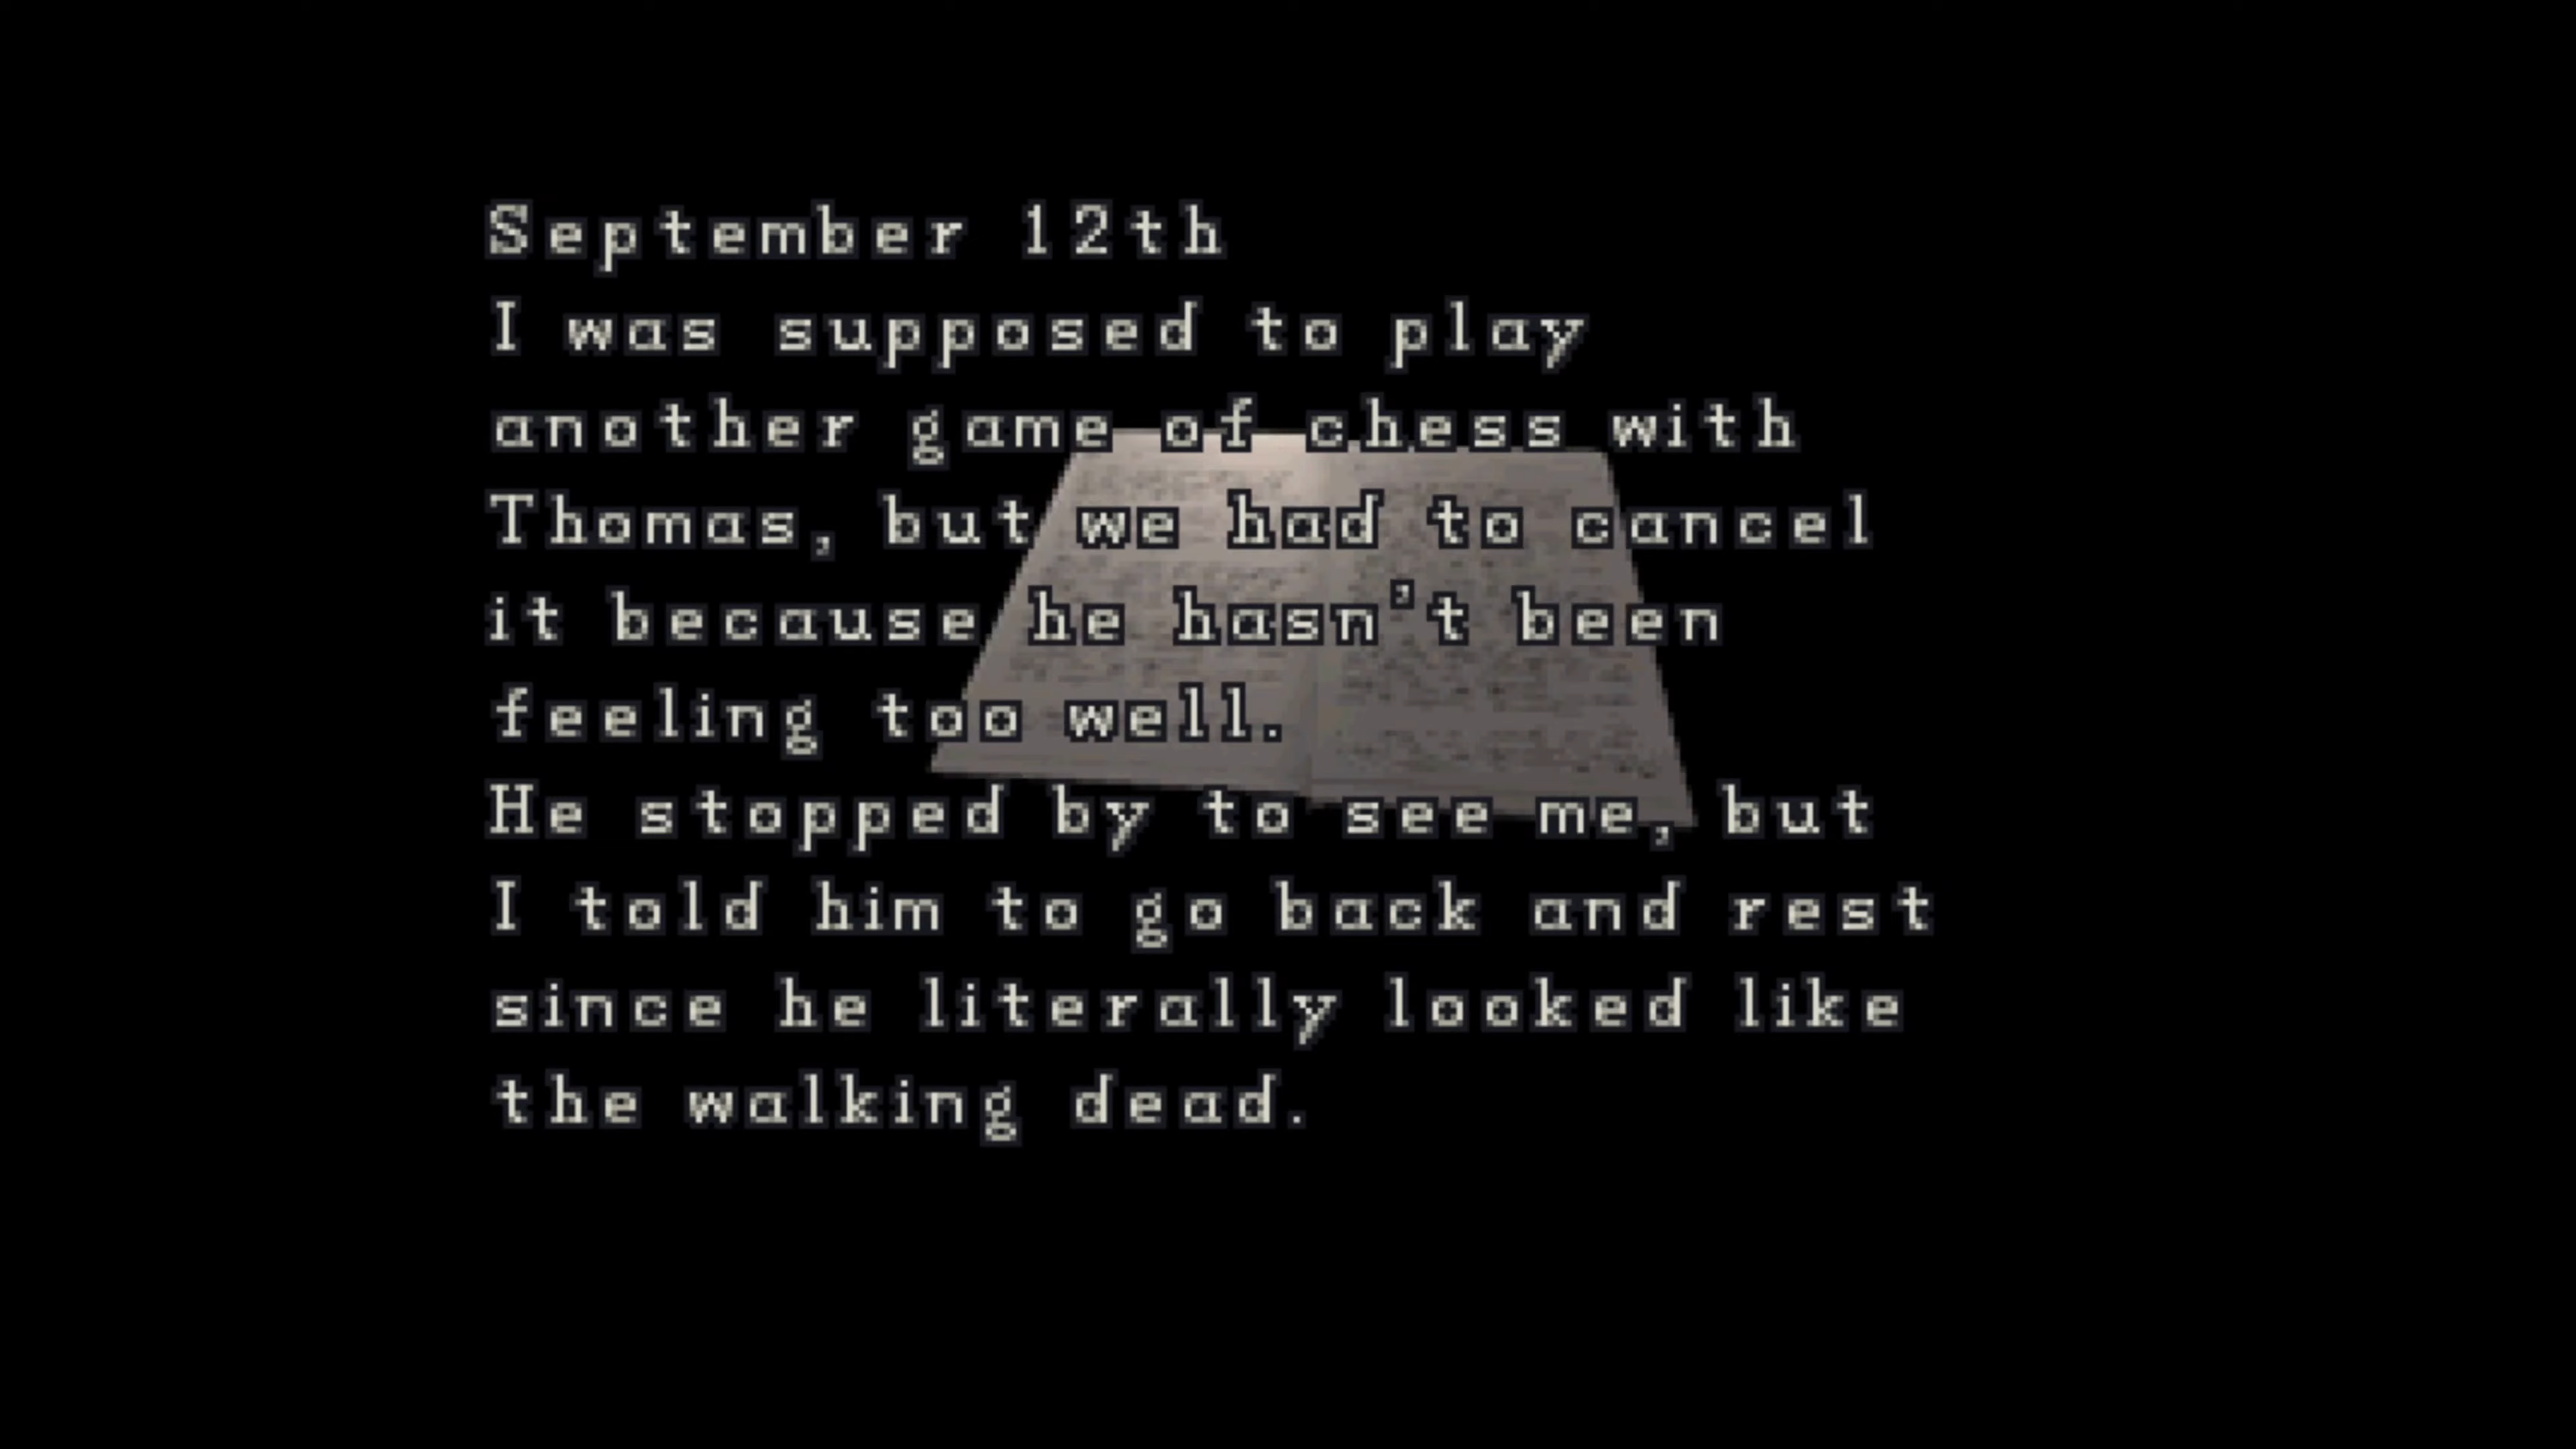 September 12th
I was supposed to play
another game of chess with
Thomas, but we had to cancel
it because he hasn't been
feeling too well.
He stopped by to see me, but
I told him to go back and rest
since he literally looked like
the walking dead.